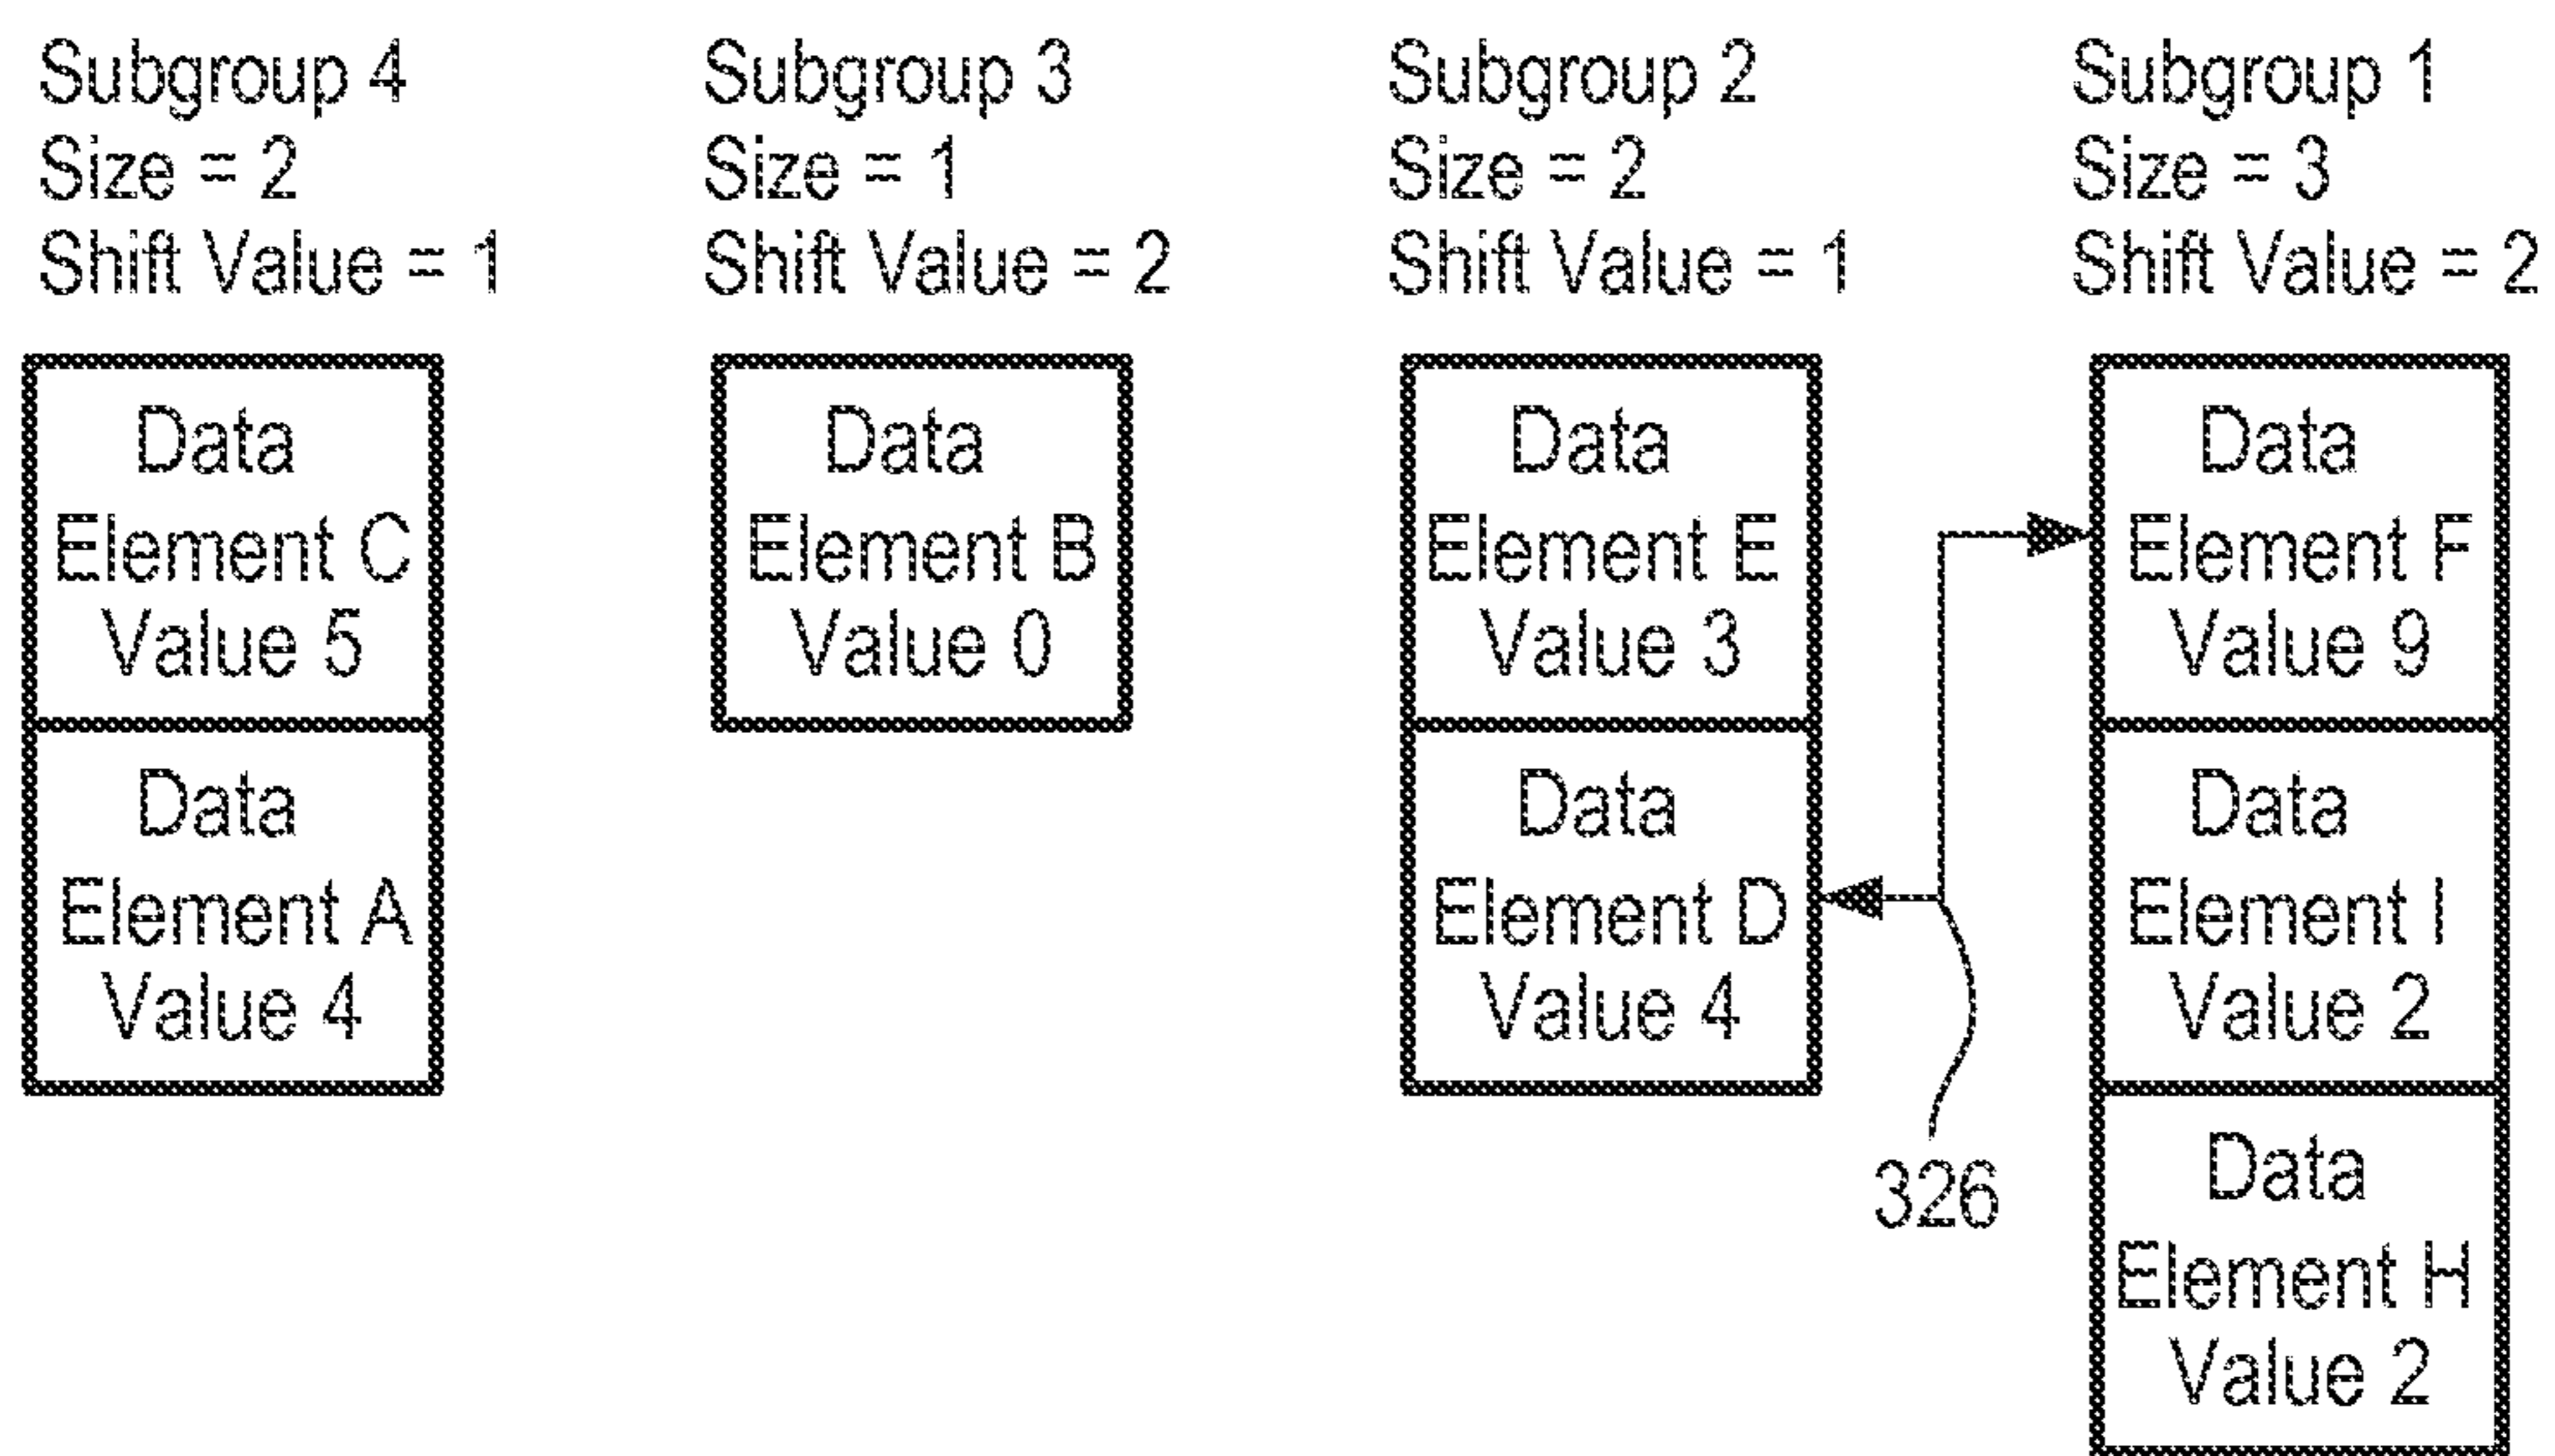 Subgroup 4
Size = 2
Shift Value = 1
Data
Element C
Value 5
Data
Element A
Value 4
Subgroup 3
Size = 1
Shift Value = 2
Data
Element B
Value 0
Subgroup 2
Size = 2
Shift Value = 1
Data
Element E
Value 3
Data
Element D
Value 4
326
Subgroup 1
Size = 3
Shift Value = 2
Data
Element F
Value 9
Data
Element I
Value 2
Data
Element H
Value 2